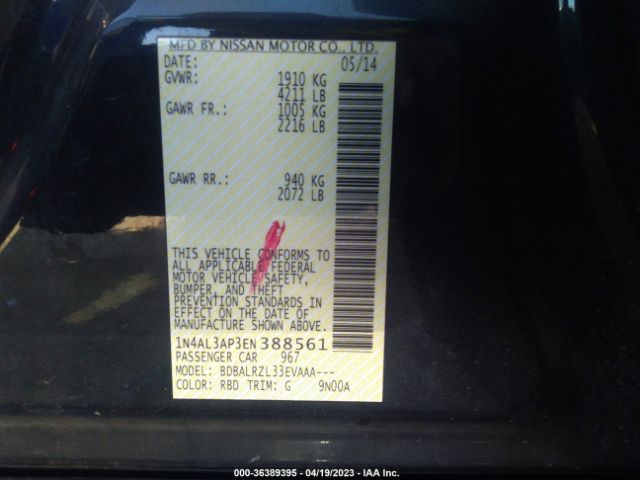 MFD BY NISSAN MOTOR CO., LTD.
DATE: 05/14
GVWR: 1910 KG
4211 LB
GAWR FR.: 1005 KG
2216 LB
GAWR RR.: 940 KG
2072 LB
THIS VEHICLE CONFORMS TO
ALL APPLICABLE FEDERAL
MOTOR VEHICLE SAFETY,
BUMPER, AND THEFT
PREVENTION STANDARDS IN
EFFECT ON THE DATE OF
MANUFACTURE SHOWN ABOVE.
1N4AL3AP3EN388561
PASSENGER CAR 967
MODEL: BDBALRZL33EVAAA---
COLOR: RBD TRIM: G 9N00A
000-36389395 - 04/19/2023 - IAA Inc.